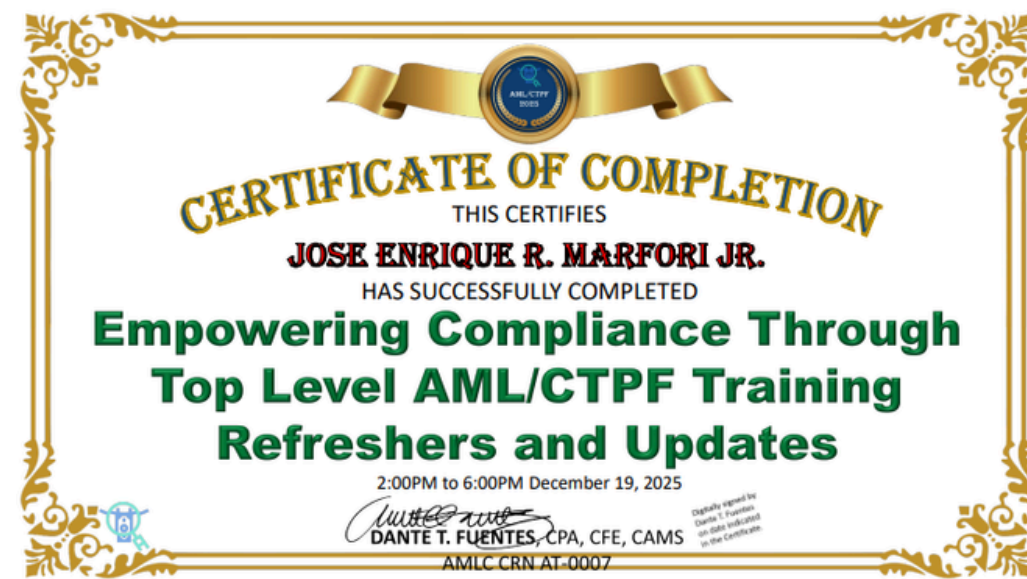 AML/CTPF
2025
CERTIFICATE OF COMPLETION
THIS CERTIFIES
JOSE ENRIQUE R. MARFORI JR.
HAS SUCCESSFULLY COMPLETED
Empowering Compliance Through
Top Level AML/CTPF Training
Refreshers and Updates
2:00PM to 6:00PM December 19, 2025
DANTE T. FUENTES, CPA, CFE, CAMS
AMLC CRN AT-0007
Digitally signed by
Dante T. Fuentes
on date indicated
in the Certificate.